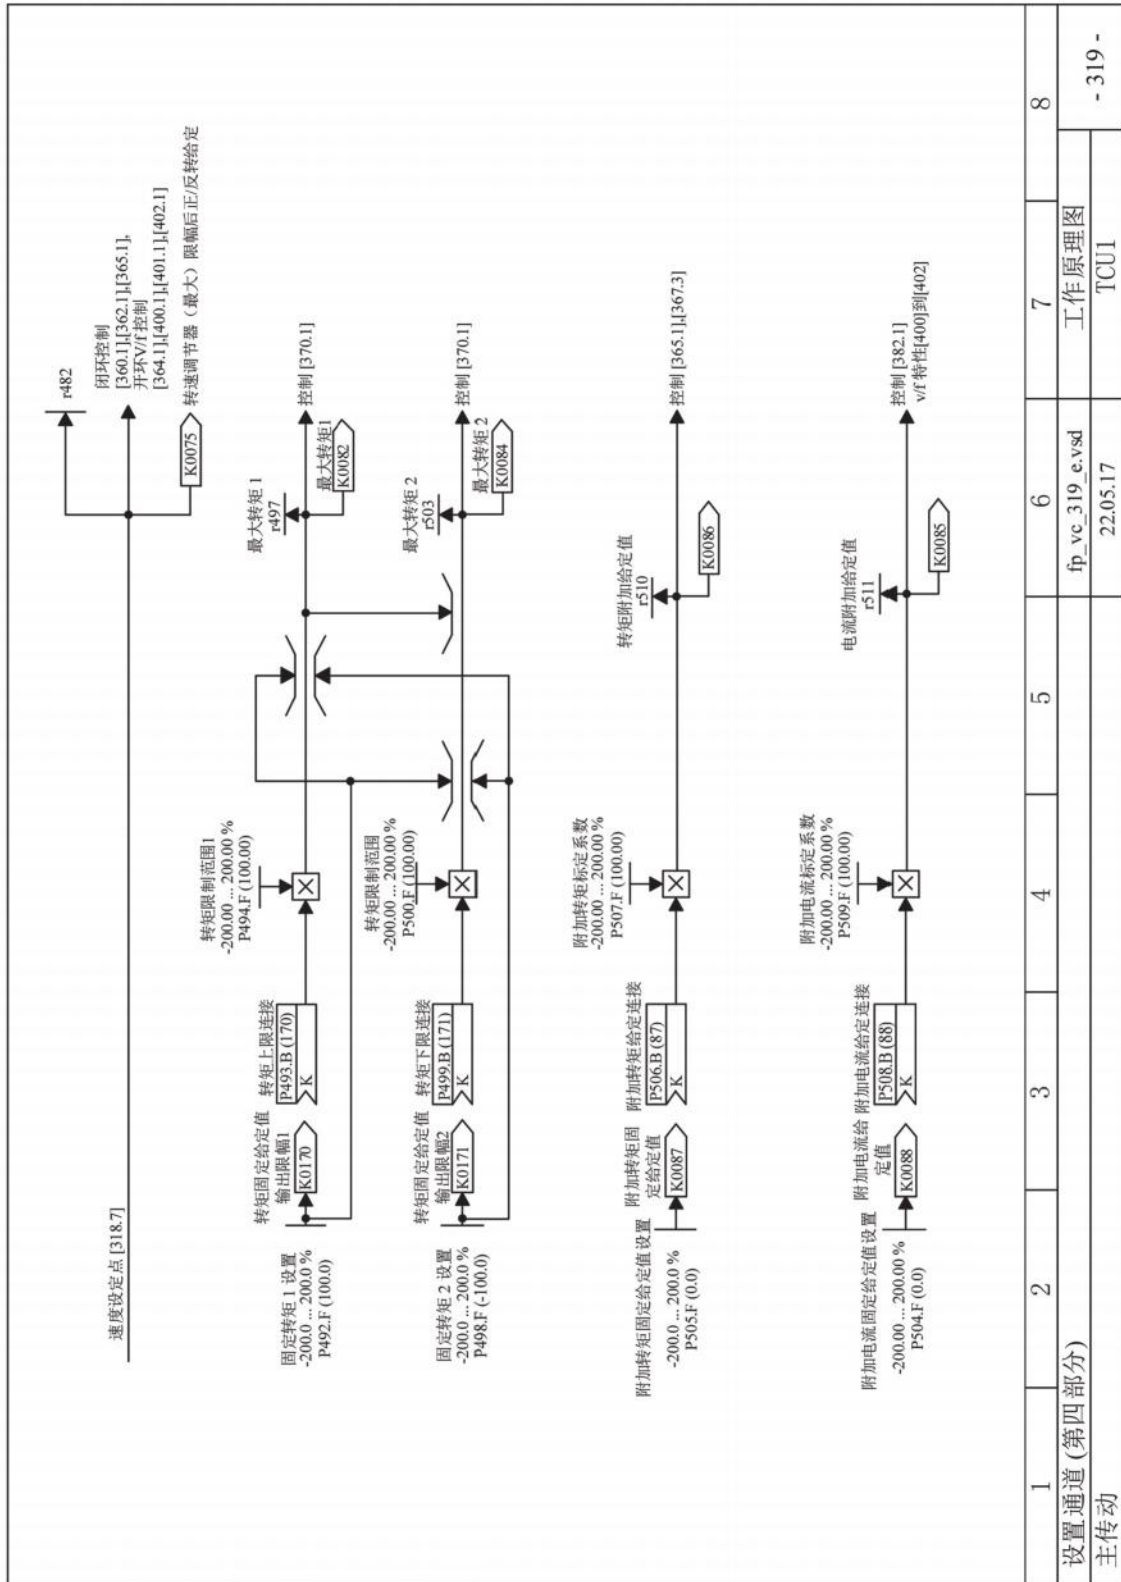 r482
闭环控制
[360.1],[362.1],[365.1],
开环V/f 控制
[364.1],[400.1],[401.1],[402.1]
速度设定点 [318.7]
K0075
转速调节器（最大）限幅后正/反转给定
固定转矩 1 设置
-200.0 ... 200.0 %
P492.F (100.0)
转矩固定给定值
输出限幅1
K0170
转矩上限连接
P493.B (170)
K
转矩限制范围1
-200.00 ... 200.00 %
P494.F (100.00)
最大转矩 1
r497
最大转矩1
K0082
控制 [370.1]
固定转矩 2 设置
-200.0 ... 200.0 %
P498.F (-100.0)
转矩固定给定值
输出限幅2
K0171
转矩下限连接
P499.B (171)
K
转矩限制范围
-200.00 ... 200.00 %
P500.F (100.00)
最大转矩 2
r503
最大转矩 2
K0084
控制 [370.1]
附加转矩固定给定值设置
-200.0 ... 200.0 %
P505.F (0.0)
附加转矩固
定给定值
K0087
附加转矩给定连接
P506.B (87)
K
附加转矩标定系数
-200.00 ... 200.00 %
P507.F (100.00)
转矩附加给定值
r510
K0086
控制 [365.1],[367.3]
附加电流固定给定值设置
-200.00 ... 200.00 %
P504.F (0.0)
附加电流给
定值
K0088
附加电流给定连接
P508.B (88)
K
附加电流标定系数
-200.00 ... 200.00 %
P509.F (100.00)
电流附加给定值
r511
K0085
控制 [382.1]
v/f 特性[400]到[402]
1 2 3 4 5 6 7 8
设置通道 (第四部分) fp_vc_319_e.vsd 工作原理图 - 319 -
主传动 22.05.17 TCU1